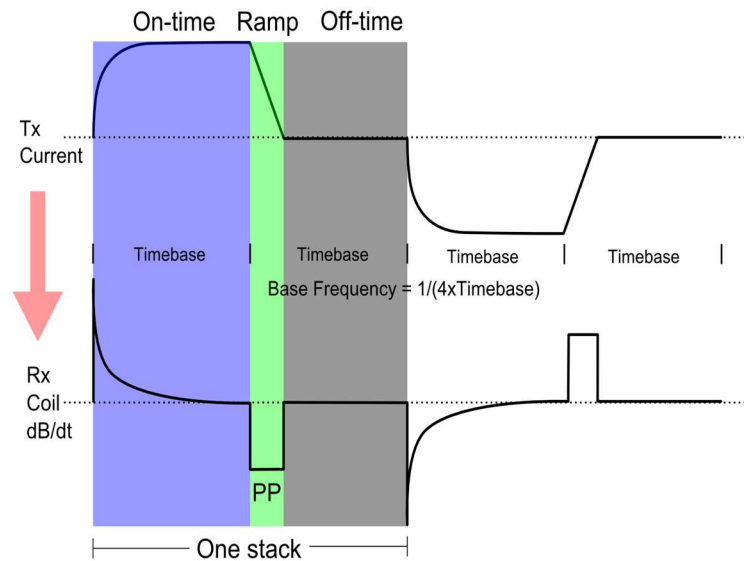 On-time Ramp Off-time
Tx
Current
Timebase Timebase Timebase Timebase
Base Frequency = 1/(4xTimebase)
Rx
Coil
dB/dt
PP
One stack